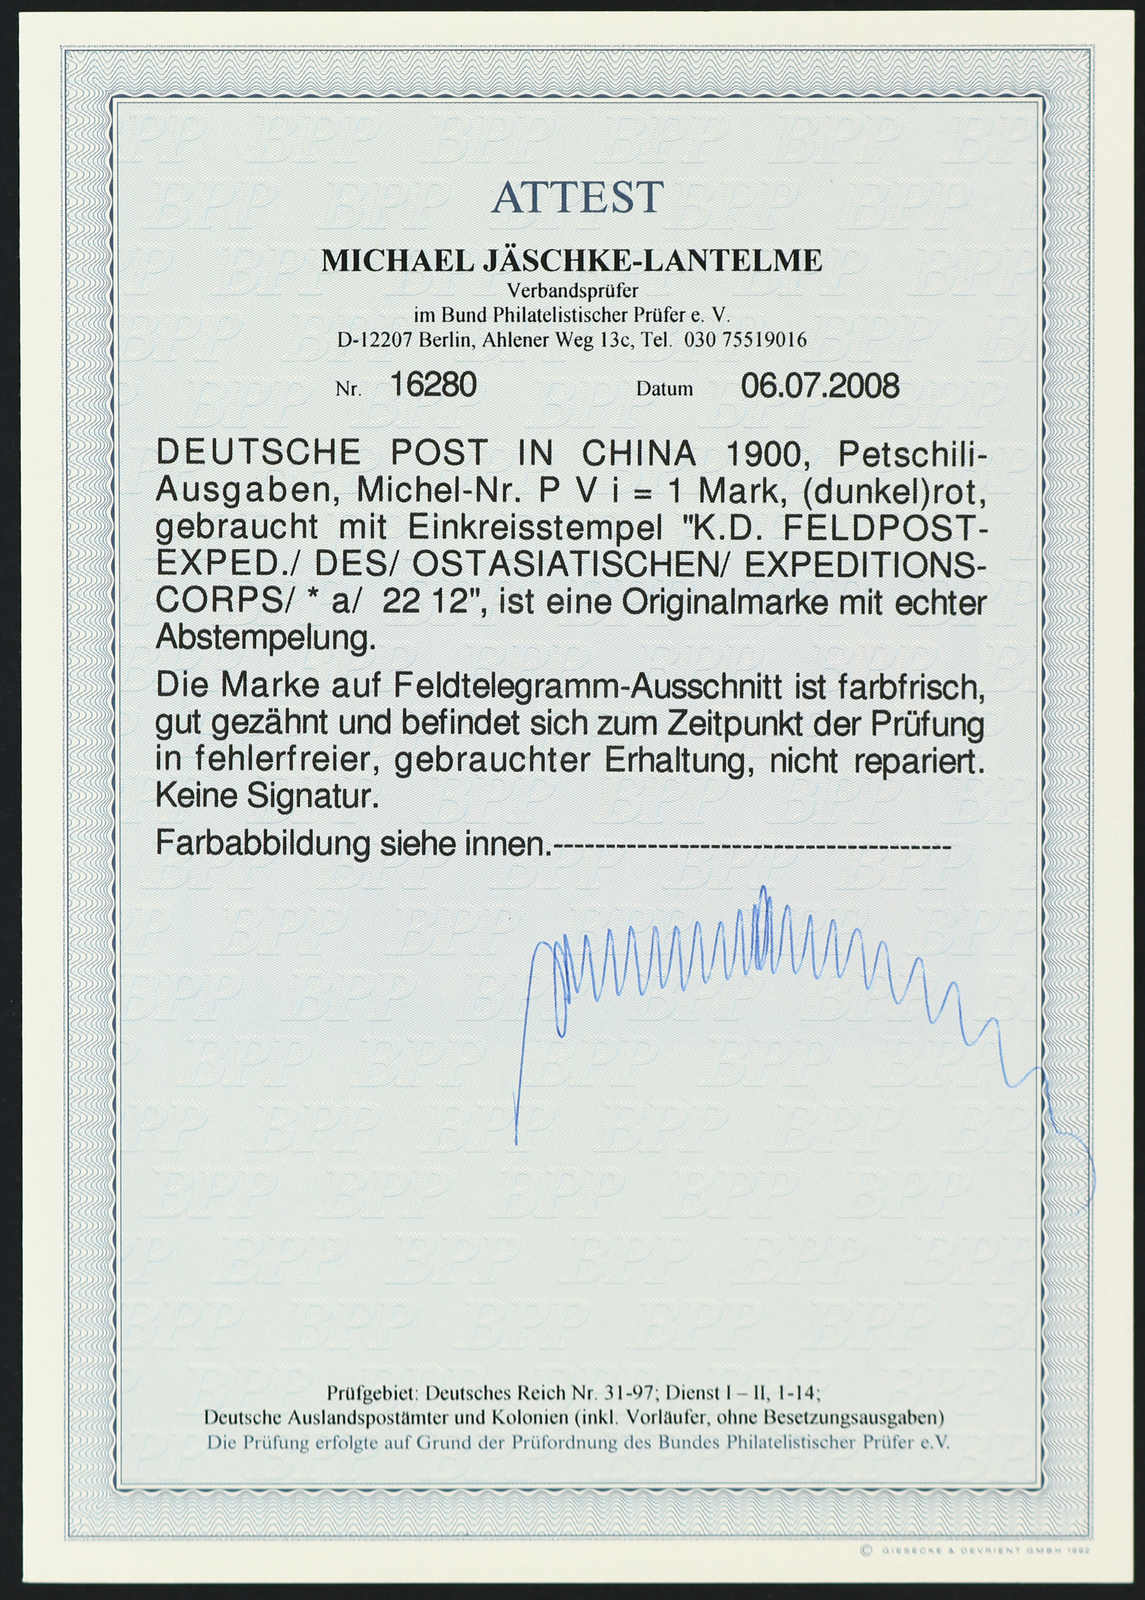 ATTEST
MICHAEL JÄSCHKE-LANTELME
Verbandsprüfer
im Bund Philatelistischer Prüfer e. V.
D-12207 Berlin, Ahlener Weg 13c, Tel. 030 75519016
Nr. 16280 Datum 06.07.2008
DEUTSCHE POST IN CHINA 1900, Petschili-
Ausgaben, Michel-Nr. P V i = 1 Mark, (dunkel)rot,
gebraucht mit Einkreisstempel "K.D. FELDPOST-
EXPED./ DES/ OSTASIATISCHEN/ EXPEDITIONS-
CORPS/ * a/ 22 12", ist eine Originalmarke mit echter
Abstempelung.
Die Marke auf Feldtelegramm-Ausschnitt ist farbfrisch,
gut gezähnt und befindet sich zum Zeitpunkt der Prüfung
in fehlerfreier, gebrauchter Erhaltung, nicht repariert.
Keine Signatur.
Farbabbildung siehe innen.--------------------------------------
Prüfgebiet: Deutsches Reich Nr. 31-97; Dienst I – II, 1-14;
Deutsche Auslandspostämter und Kolonien (inkl. Vorläufer, ohne Besetzungsausgaben)
Die Prüfung erfolgte auf Grund der Prüfordnung des Bundes Philatelistischer Prüfer e.V.
© GIESECKE & DEVRIENT GMBH 1992